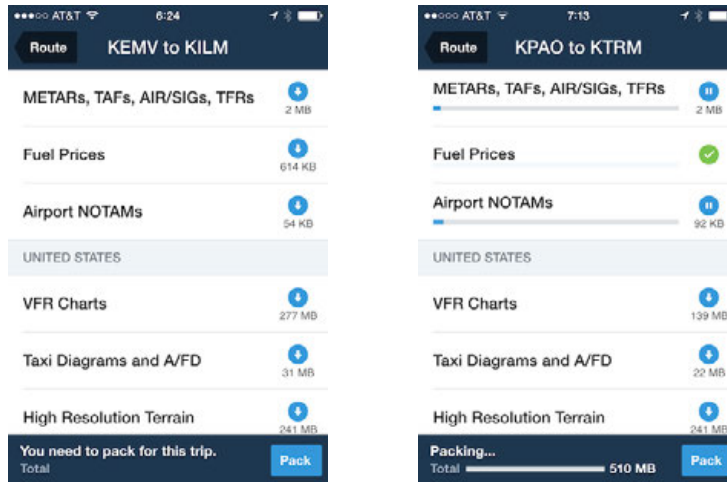 AT&T 6:24
Route KEMV to KILM
METARs, TAFs, AIR/SIGs, TFRs
2 MB
Fuel Prices
614 KB
Airport NOTAMs
54 KB
UNITED STATES
VFR Charts
277 MB
Taxi Diagrams and A/FD
31 MB
High Resolution Terrain
241 MB
You need to pack for this trip.
Total
Pack
AT&T 7:13
Route KPAO to KTRM
METARs, TAFs, AIR/SIGs, TFRs
2 MB
Fuel Prices
Airport NOTAMs
92 KB
UNITED STATES
VFR Charts
139 MB
Taxi Diagrams and A/FD
22 MB
High Resolution Terrain
241 MB
Packing...
Total 510 MB
Pack